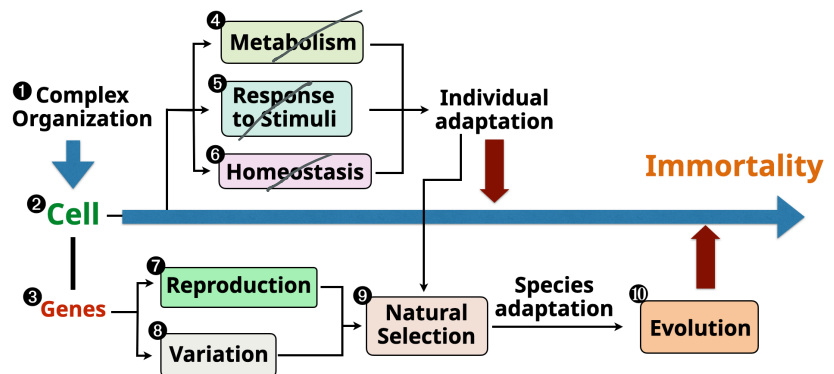 ❹
Metabolism
❶ Complex
Organization
❺
Response
to Stimuli
Individual
adaptation
❻
Homeostasis
Immortality
❷ Cell
❼
Reproduction
❸ Genes
❽
Variation
❾
Natural
Selection
Species
adaptation
❿
Evolution